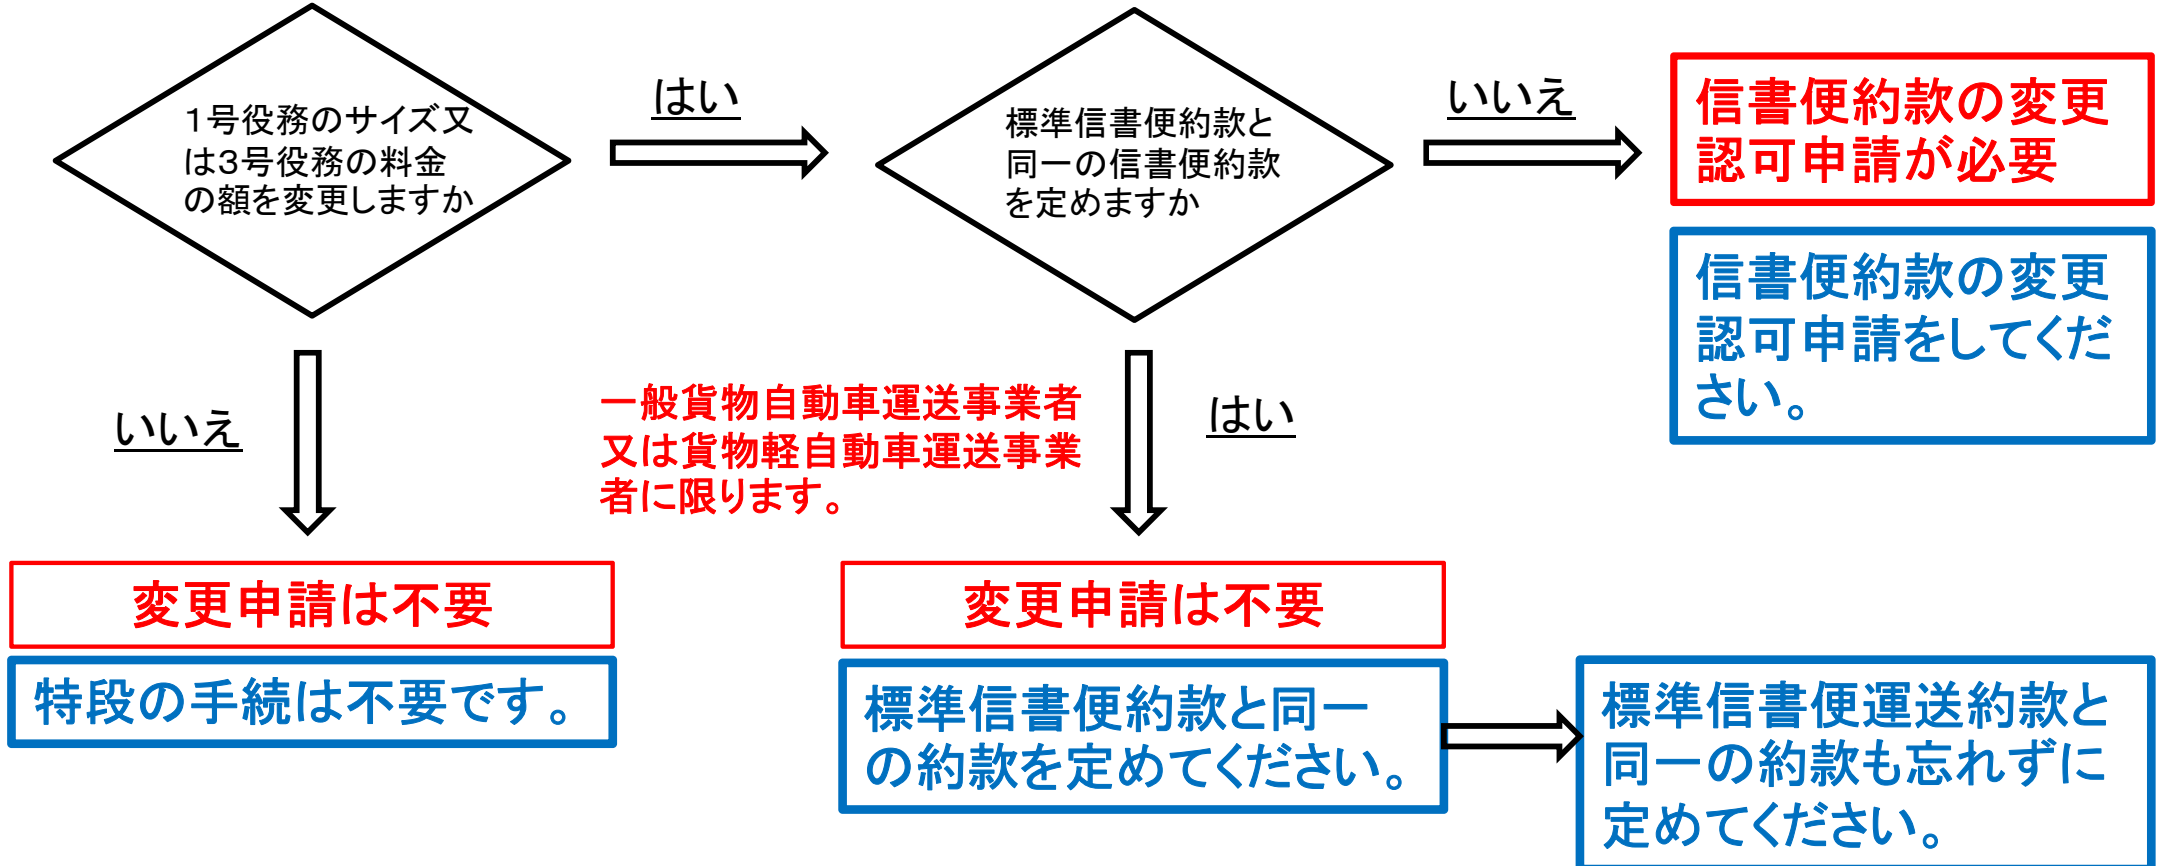 1号役務のサイズ又
は3号役務の料金
の額を変更しますか
はい
標準信書便約款と
同一の信書便約款
を定めますか
いいえ
信書便約款の変更
認可申請が必要
信書便約款の変更
認可申請をしてくだ
さい。
いいえ
一般貨物自動車運送事業者
又は貨物軽自動車運送事業
者に限ります。
はい
変更申請は不要
特段の手続は不要です。
変更申請は不要
標準信書便約款と同一
の約款を定めてください。
標準信書便運送約款と
同一の約款も忘れずに
定めてください。